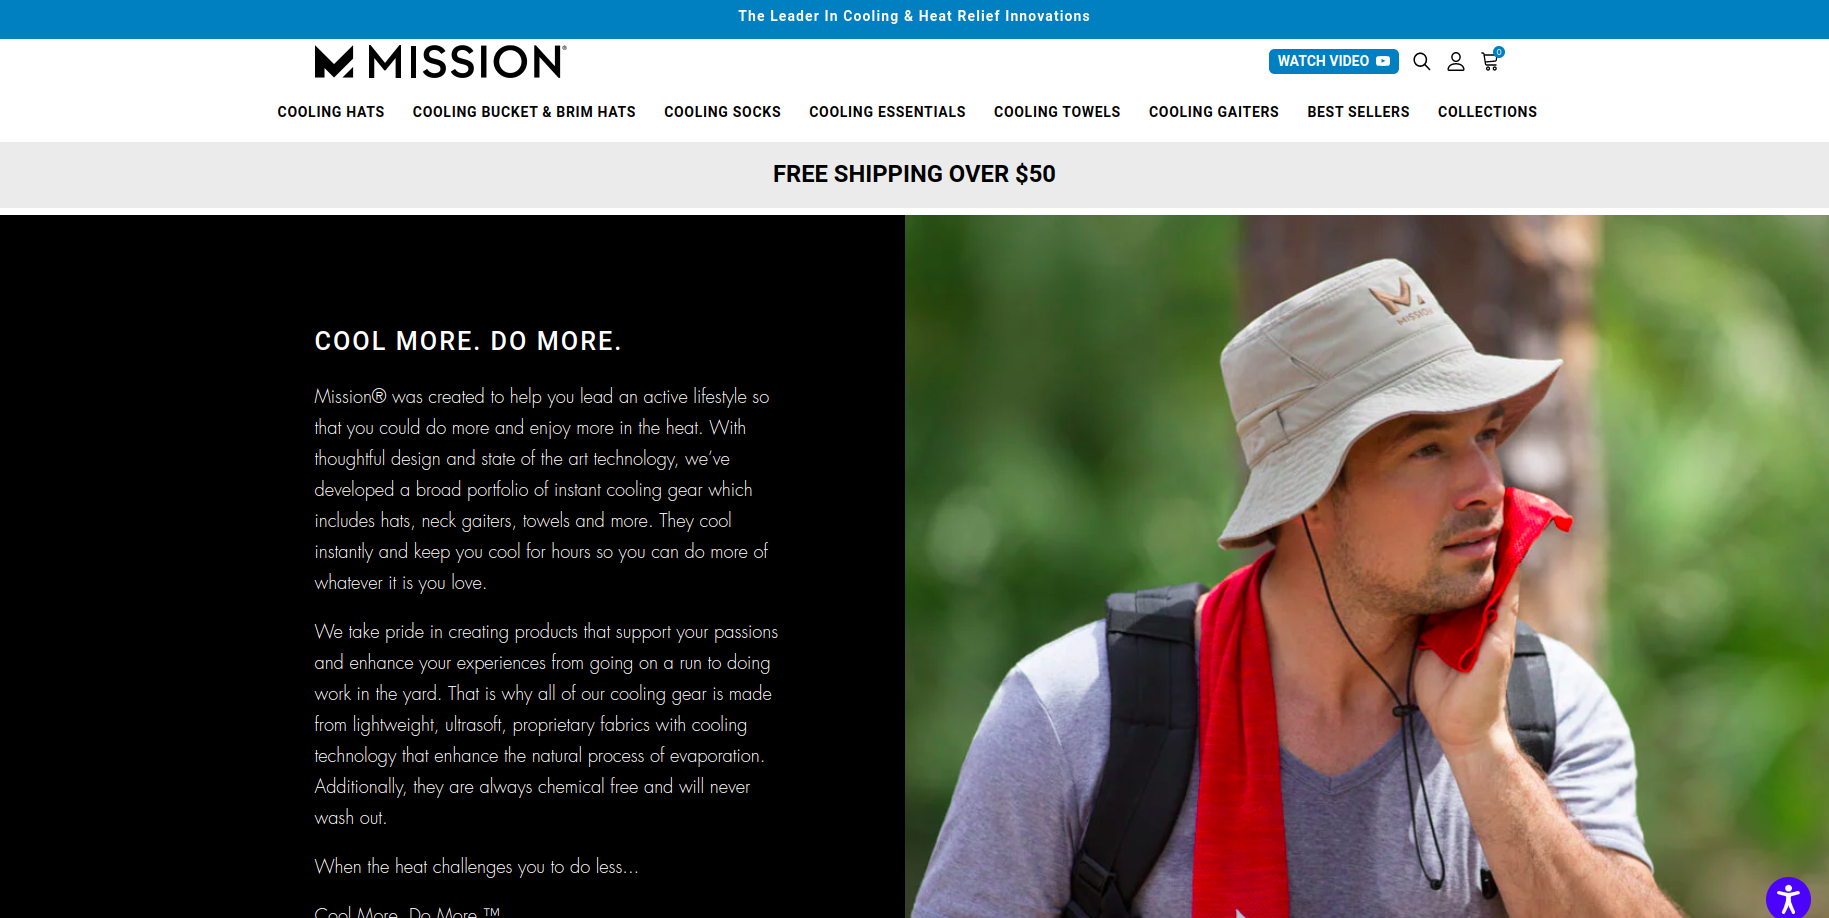 The Leader In Cooling & Heat Relief Innovations
MISSION®
WATCH VIDEO
0
COOLING HATS COOLING BUCKET & BRIM HATS COOLING SOCKS COOLING ESSENTIALS COOLING TOWELS COOLING GAITERS BEST SELLERS COLLECTIONS
FREE SHIPPING OVER $50
COOL MORE. DO MORE.
Mission® was created to help you lead an active lifestyle so
that you could do more and enjoy more in the heat. With
thoughtful design and state of the art technology, we’ve
developed a broad portfolio of instant cooling gear which
includes hats, neck gaiters, towels and more. They cool
instantly and keep you cool for hours so you can do more of
whatever it is you love.
We take pride in creating products that support your passions
and enhance your experiences from going on a run to doing
work in the yard. That is why all of our cooling gear is made
from lightweight, ultrasoft, proprietary fabrics with cooling
technology that enhance the natural process of evaporation.
Additionally, they are always chemical free and will never
wash out.
When the heat challenges you to do less...
Cool More. Do More.™
MISSION